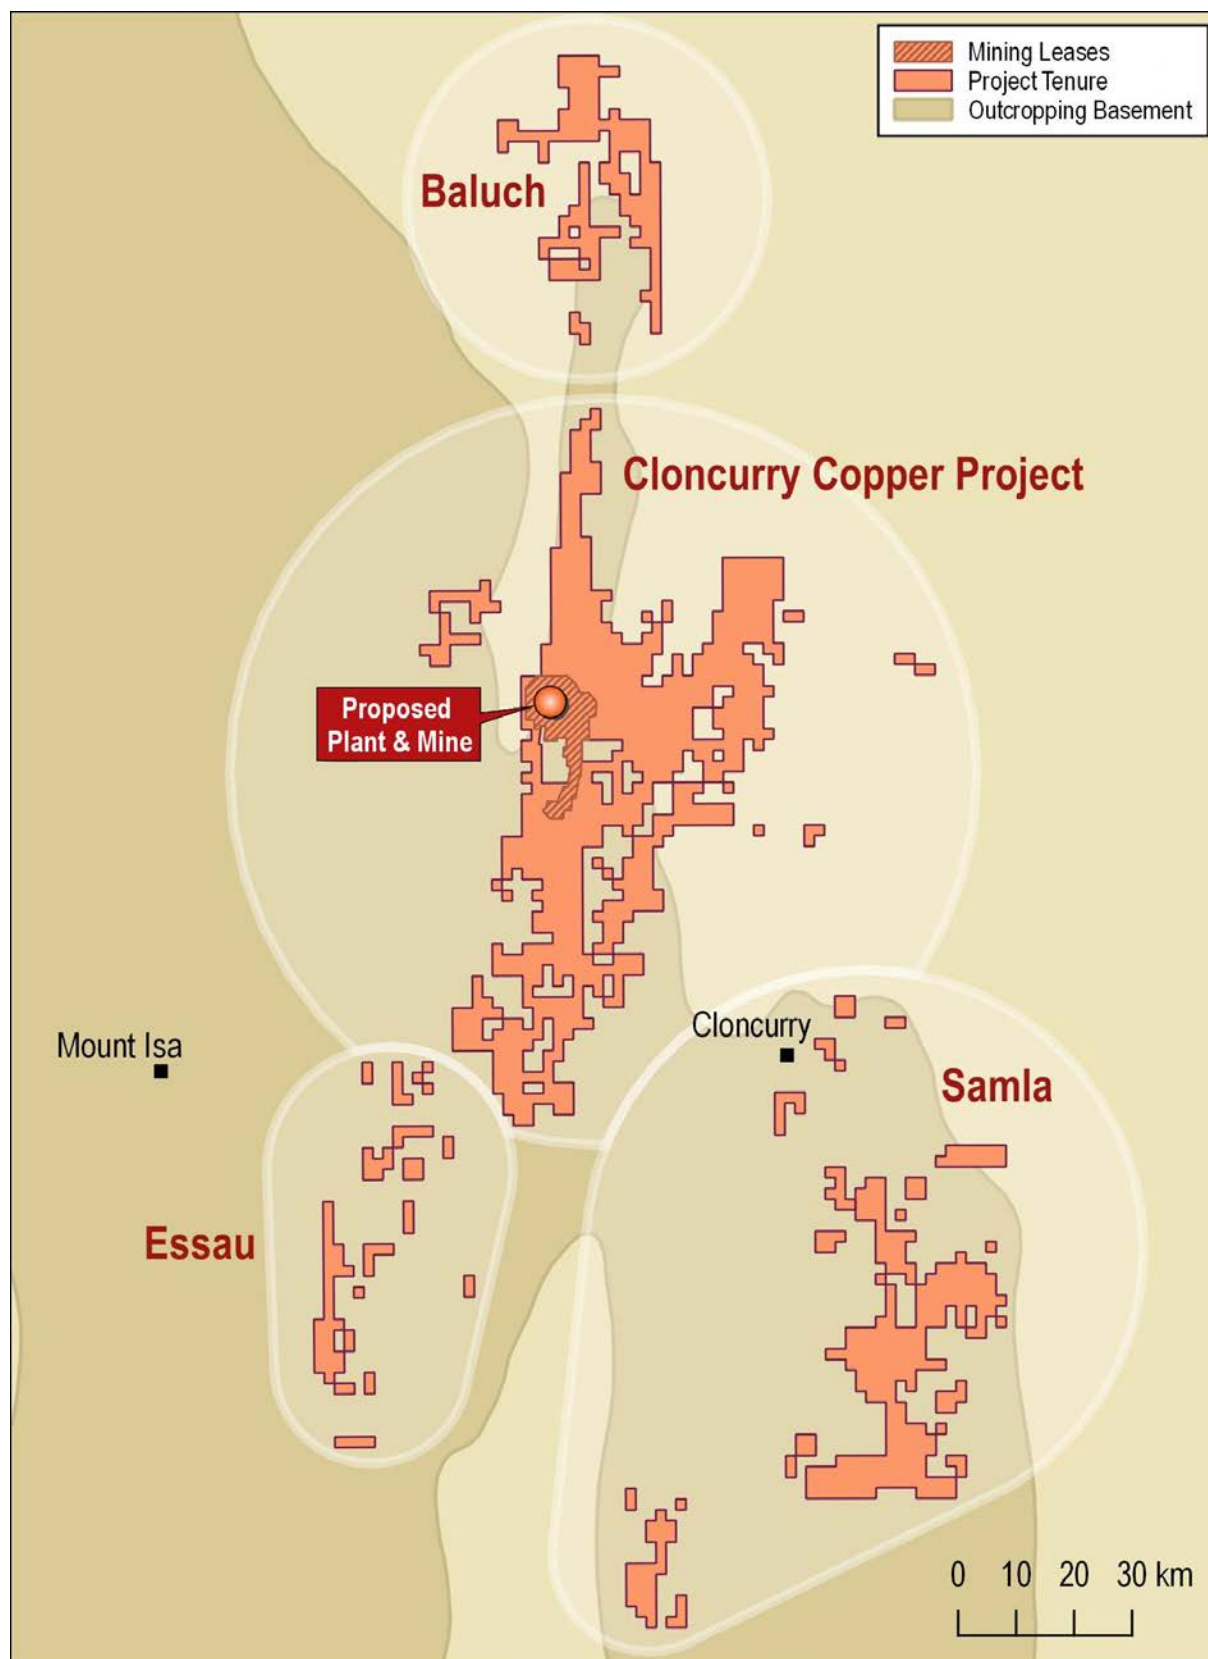 Mining Leases
Project Tenure
Outcropping Basement
Baluch
Cloncurry Copper Project
Proposed
Plant & Mine
Mount Isa
Cloncurry
Samla
Essau
0 10 20 30 km